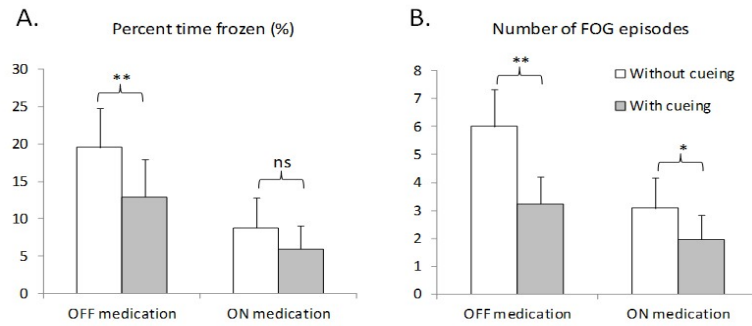 A.
Percent time frozen (%)
30
25
20
15
10
5
0
**
ns
OFF medication
ON medication
B.
Number of FOG episodes
8
7
6
5
4
3
2
1
0
**
*
Without cueing
With cueing
OFF medication
ON medication